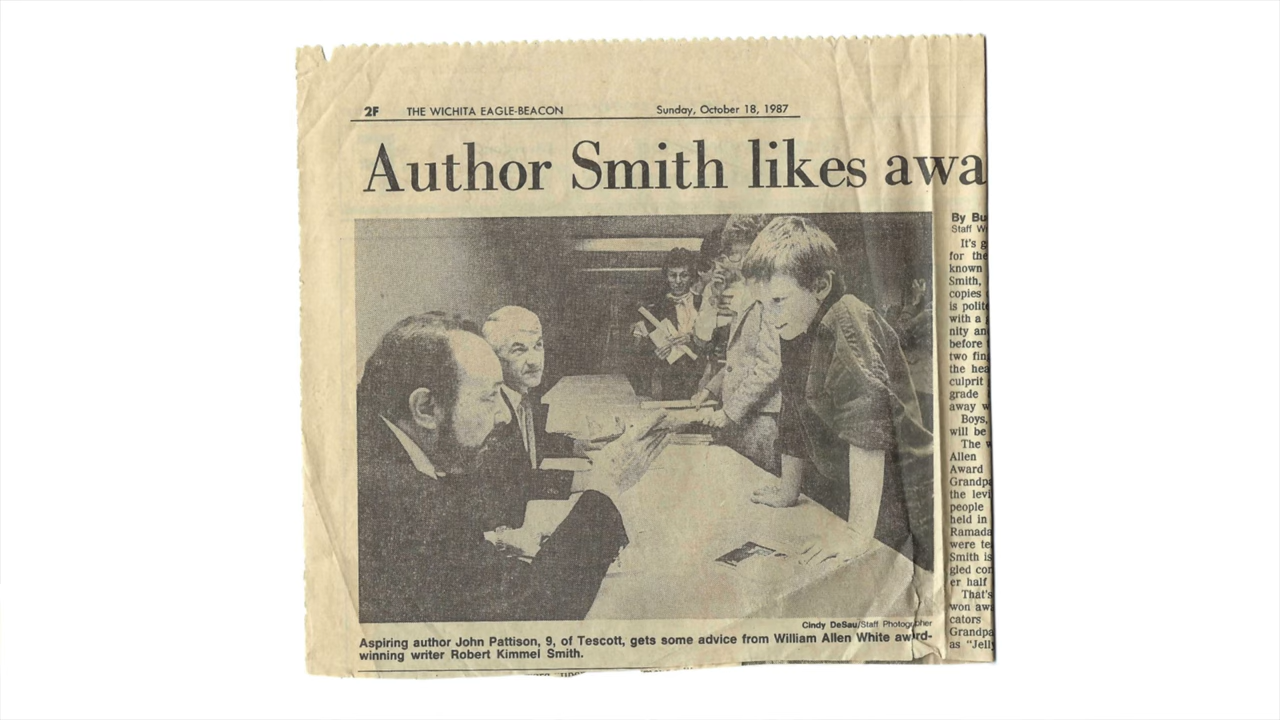 2F THE WICHITA EAGLE-BEACON Sunday, October 18, 1987
Author Smith likes awa
By Bu
Staff W
It's g
for the
known
Smith,
copies
is polit
with a
nity an
before
two fin
the hea
culprit
grade
away w
Boys,
will be
The w
Allen
Award
Grandpa
the levi
people
held in
Ramada
were te
Smith is
gled cor
er half
That's
won awa
cators
Grandpa
as "Jelly
Cindy DeSau/Staff Photographer
Aspiring author John Pattison, 9, of Tescott, gets some advice from William Allen White award-
winning writer Robert Kimmel Smith.